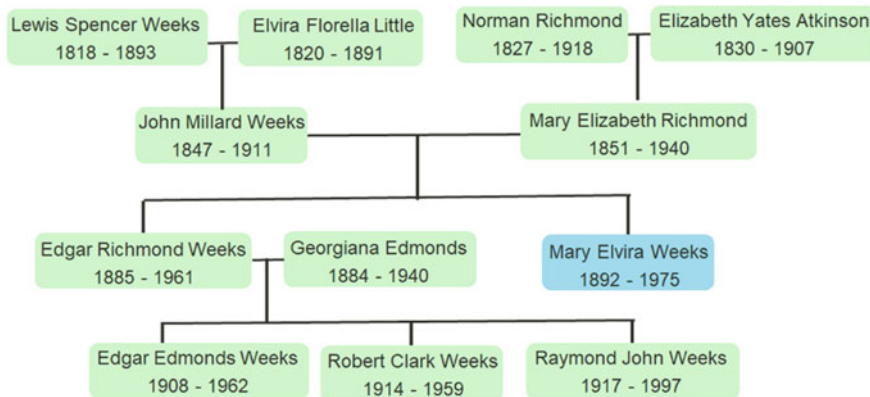 Lewis Spencer Weeks
1818 - 1893
Elvira Florella Little
1820 - 1891
Norman Richmond
1827 - 1918
Elizabeth Yates Atkinson
1830 - 1907
John Millard Weeks
1847 - 1911
Mary Elizabeth Richmond
1851 - 1940
Edgar Richmond Weeks
1885 - 1961
Georgiana Edmonds
1884 - 1940
Mary Elvira Weeks
1892 - 1975
Edgar Edmonds Weeks
1908 - 1962
Robert Clark Weeks
1914 - 1959
Raymond John Weeks
1917 - 1997